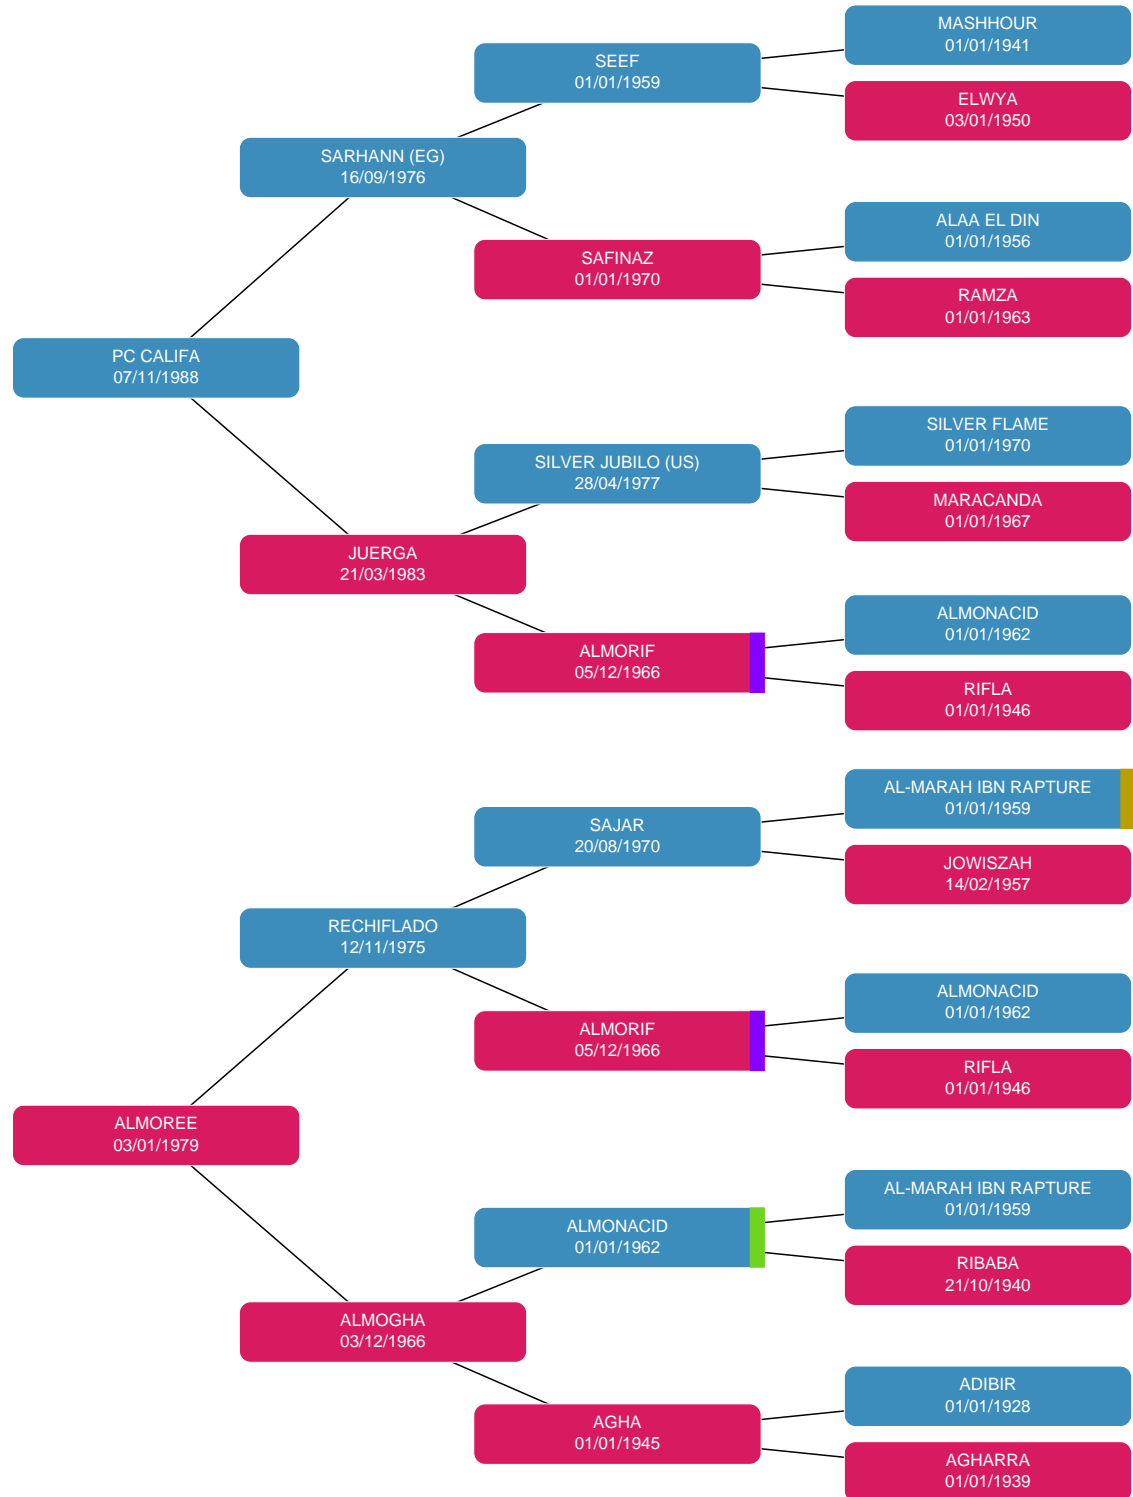 MASHHOUR
01/01/1941
SEEF
01/01/1959
ELWYA
03/01/1950
SARHANN (EG)
16/09/1976
ALAA EL DIN
01/01/1956
SAFINAZ
01/01/1970
RAMZA
01/01/1963
PC CALIFA
07/11/1988
SILVER FLAME
01/01/1970
SILVER JUBILO (US)
28/04/1977
MARACANDA
01/01/1967
JUERGA
21/03/1983
ALMONACID
01/01/1962
ALMORIF
05/12/1966
RIFLA
01/01/1946
AL-MARAH IBN RAPTURE
01/01/1959
SAJAR
20/08/1970
JOWISZAH
14/02/1957
RECHIFLADO
12/11/1975
ALMONACID
01/01/1962
ALMORIF
05/12/1966
RIFLA
01/01/1946
ALMOREE
03/01/1979
AL-MARAH IBN RAPTURE
01/01/1959
ALMONACID
01/01/1962
RIBABA
21/10/1940
ALMOGHA
03/12/1966
ADIBIR
01/01/1928
AGHA
01/01/1945
AGHARRA
01/01/1939